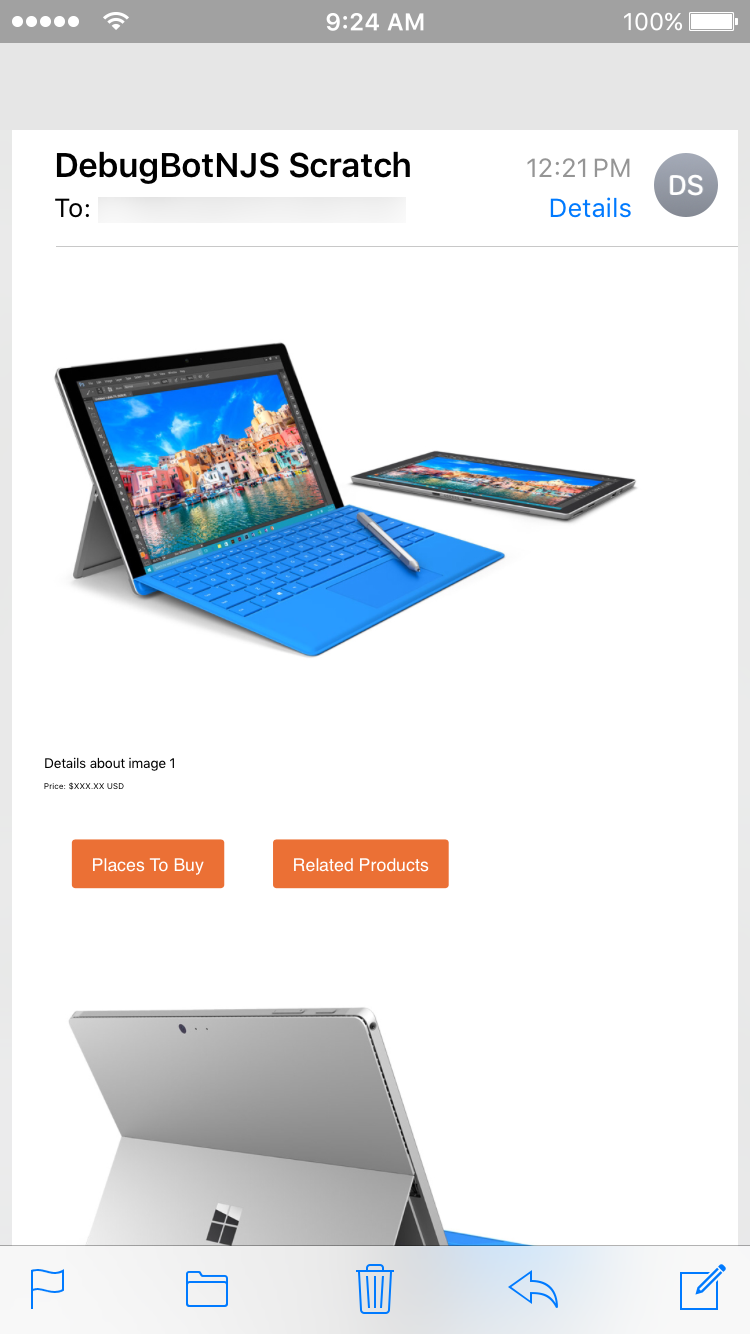 9:24 AM
100%
DebugBotNJS Scratch
12:21 PM
DS
To:
Details
Details about image 1
Price: $XXX.XX USD
Places To Buy
Related Products